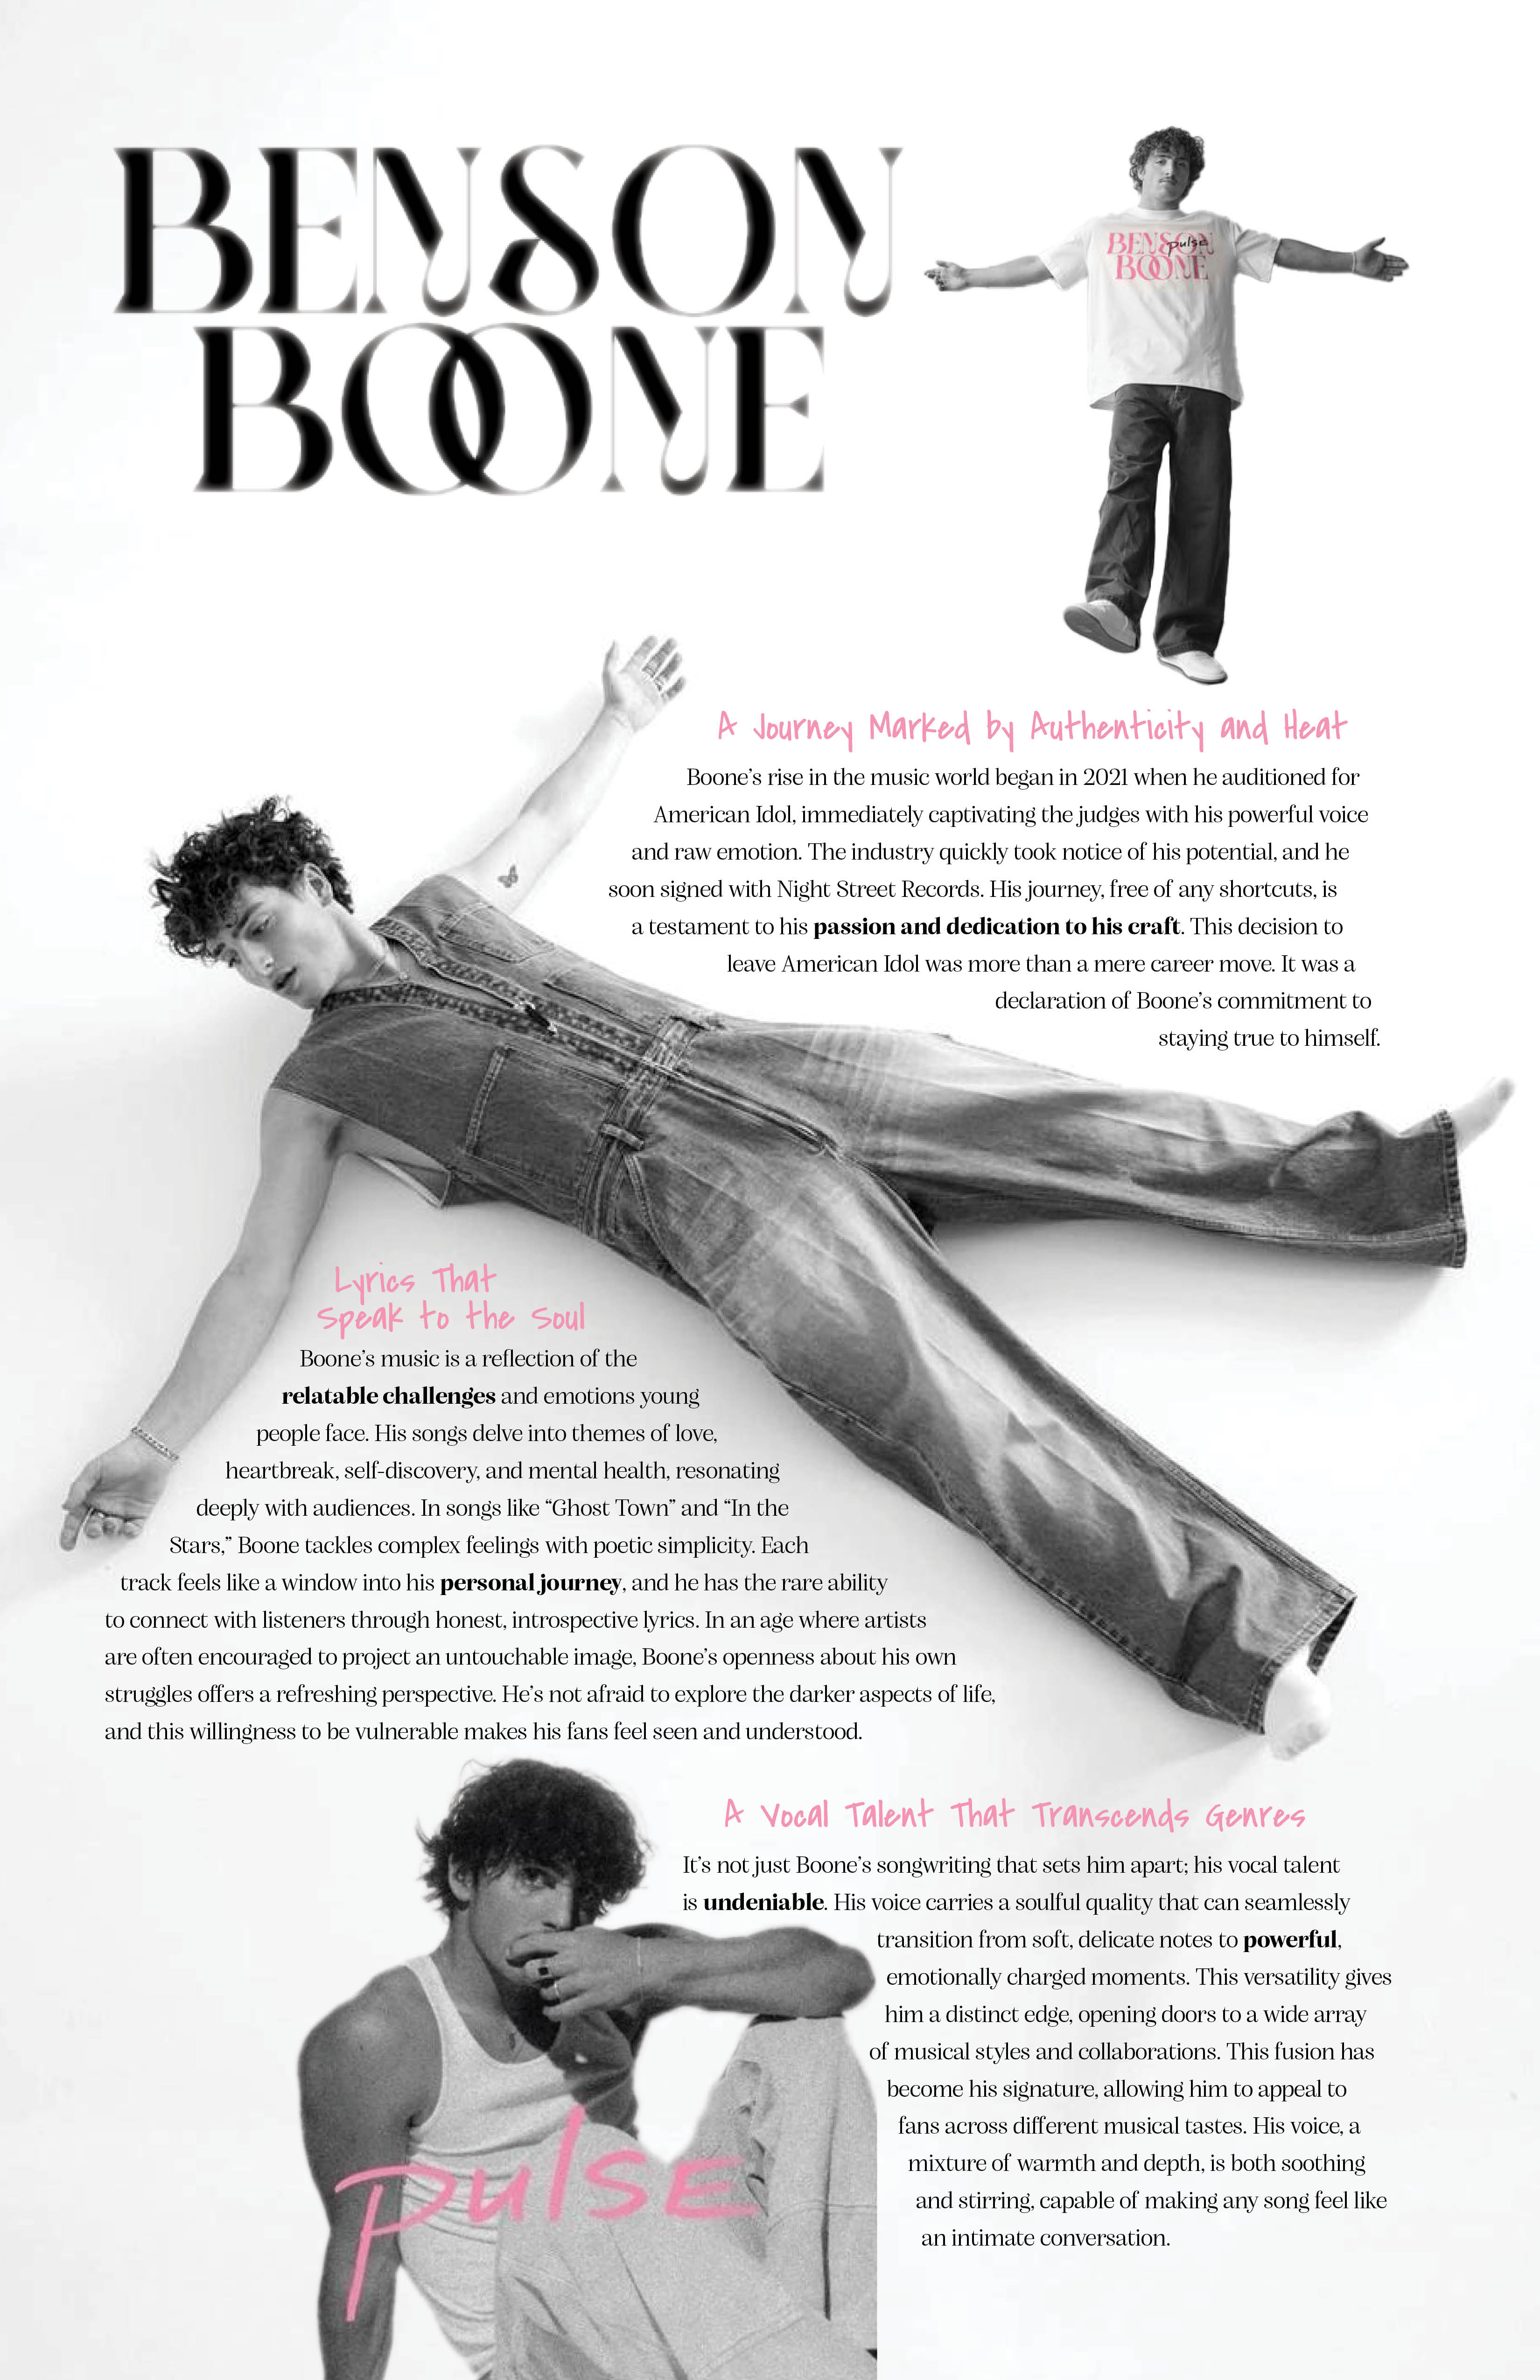 BENSON
BOONE
BENSON
pulse
BOONE
A Journey Marked by Authenticity and Heat
Boone’s rise in the music world began in 2021 when he auditioned for
American Idol, immediately captivating the judges with his powerful voice
and raw emotion. The industry quickly took notice of his potential, and he
soon signed with Night Street Records. His journey, free of any shortcuts, is
a testament to his passion and dedication to his craft. This decision to
leave American Idol was more than a mere career move. It was a
declaration of Boone’s commitment to
staying true to himself.
Lyrics That
Speak to the Soul
Boone’s music is a reflection of the
relatable challenges and emotions young
people face. His songs delve into themes of love,
heartbreak, self-discovery, and mental health, resonating
deeply with audiences. In songs like “Ghost Town” and “In the
Stars,” Boone tackles complex feelings with poetic simplicity. Each
track feels like a window into his personal journey, and he has the rare ability
to connect with listeners through honest, introspective lyrics. In an age where artists
are often encouraged to project an untouchable image, Boone’s openness about his own
struggles offers a refreshing perspective. He’s not afraid to explore the darker aspects of life,
and this willingness to be vulnerable makes his fans feel seen and understood.
A Vocal Talent That Transcends Genres
It’s not just Boone’s songwriting that sets him apart; his vocal talent
is undeniable. His voice carries a soulful quality that can seamlessly
transition from soft, delicate notes to powerful,
emotionally charged moments. This versatility gives
him a distinct edge, opening doors to a wide array
of musical styles and collaborations. This fusion has
become his signature, allowing him to appeal to
fans across different musical tastes. His voice, a
mixture of warmth and depth, is both soothing
and stirring, capable of making any song feel like
an intimate conversation.
pulse